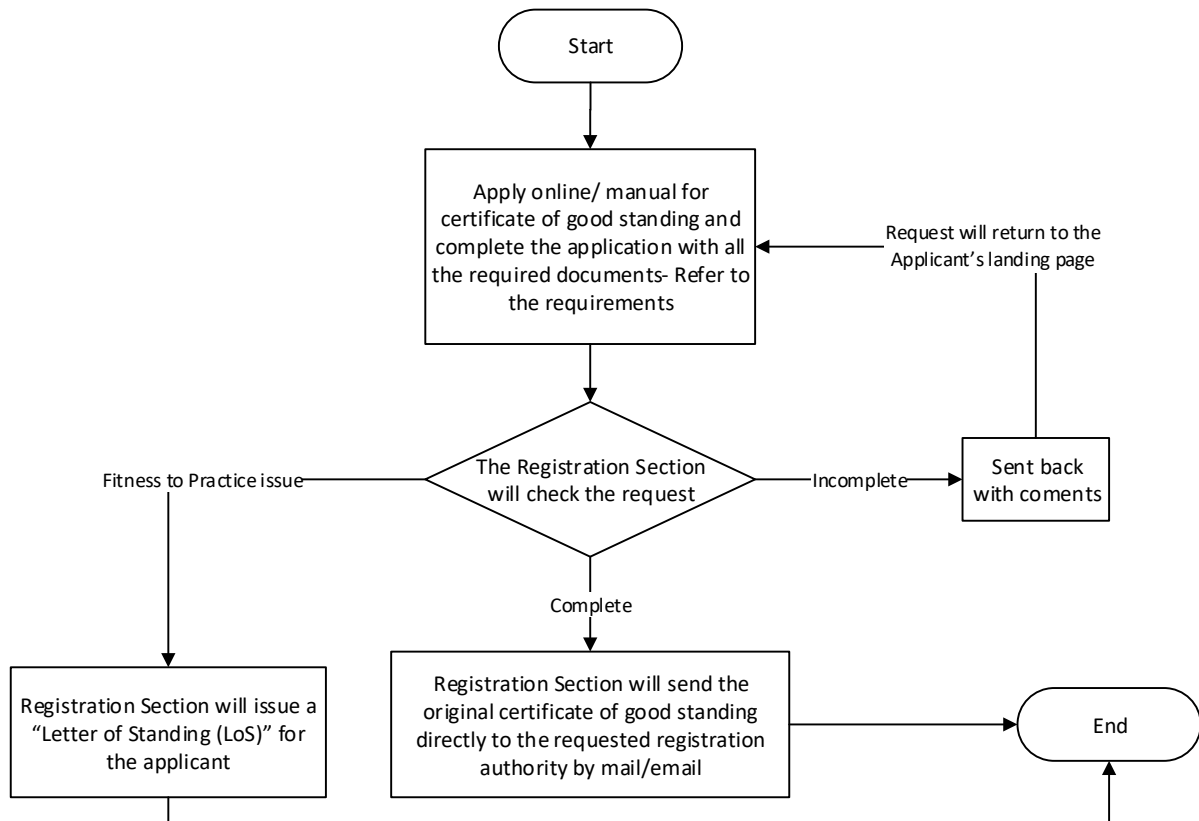 Start
Apply online/ manual for
certificate of good standing and
complete the application with all
the required documents- Refer to
the requirements
Request will return to the
Applicant's landing page
The Registration Section
will check the request
Fitness to Practice issue
Incomplete
Sent back
with coments
Complete
Registration Section will issue a
“Letter of Standing (LoS)” for
the applicant
Registration Section will send the
original certificate of good standing
directly to the requested registration
authority by mail/email
End